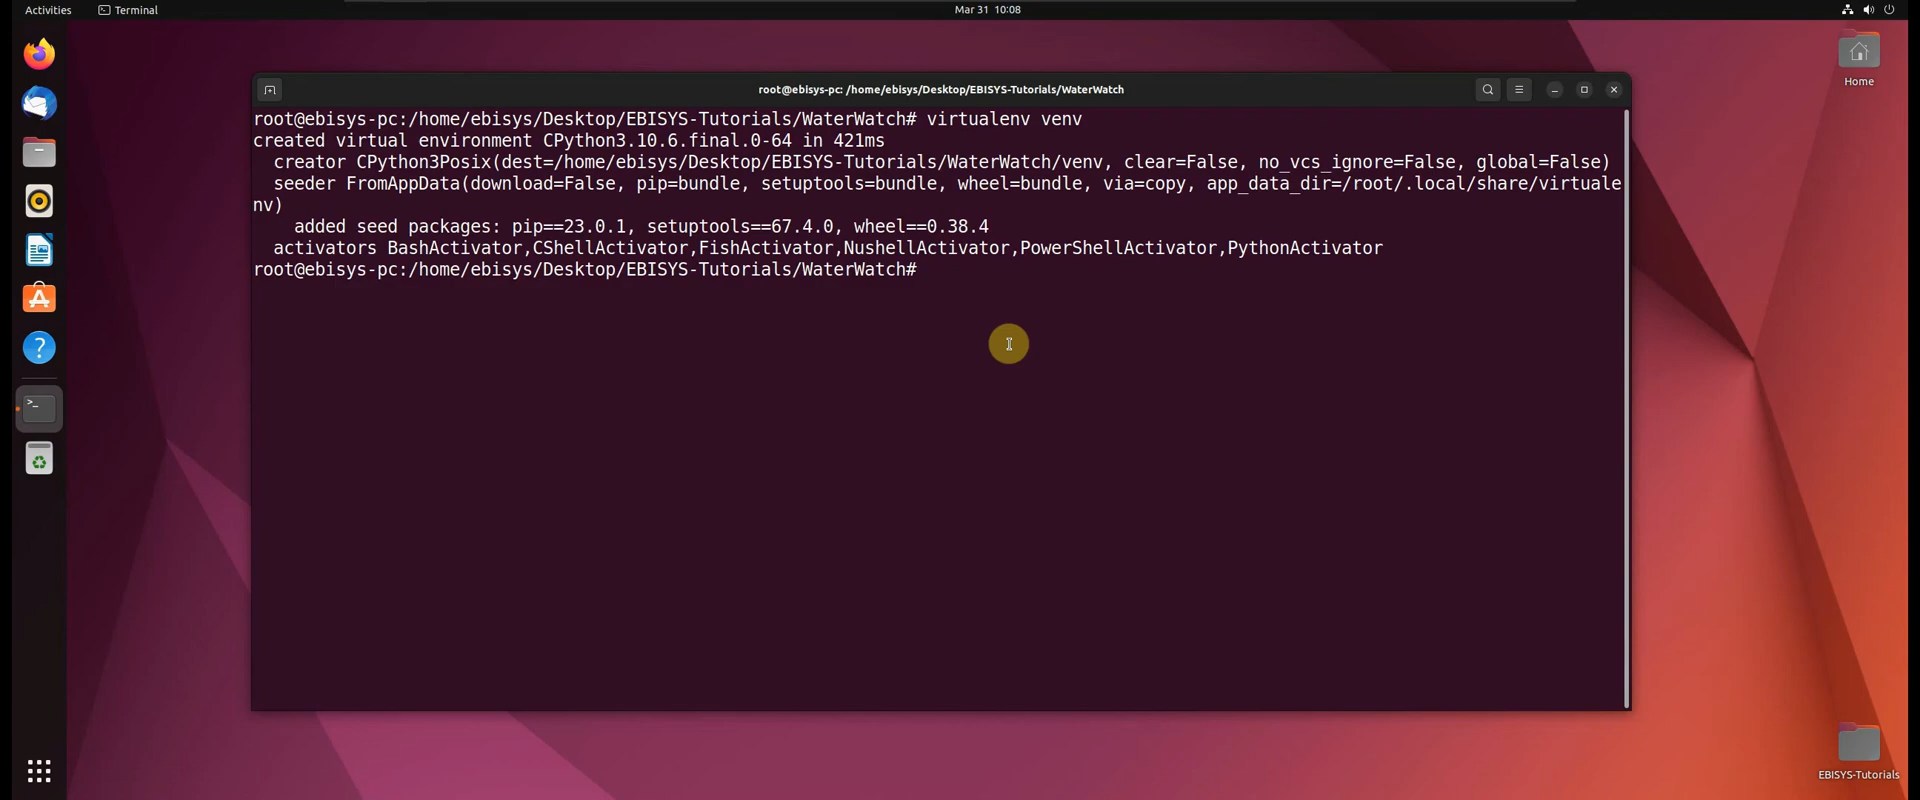 Activities Terminal Mar 31 10:08
Home
root@ebisys-pc: /home/ebisys/Desktop/EBISYS-Tutorials/WaterWatch
root@ebisys-pc:/home/ebisys/Desktop/EBISYS-Tutorials/WaterWatch# virtualenv venv
created virtual environment CPython3.10.6.final.0-64 in 421ms
  creator CPython3Posix(dest=/home/ebisys/Desktop/EBISYS-Tutorials/WaterWatch/venv, clear=False, no_vcs_ignore=False, global=False)
  seeder FromAppData(download=False, pip=bundle, setuptools=bundle, wheel=bundle, via=copy, app_data_dir=/root/.local/share/virtuale
nv)
    added seed packages: pip==23.0.1, setuptools==67.4.0, wheel==0.38.4
  activators BashActivator,CShellActivator,FishActivator,NushellActivator,PowerShellActivator,PythonActivator
root@ebisys-pc:/home/ebisys/Desktop/EBISYS-Tutorials/WaterWatch#
EBISYS-Tutorials